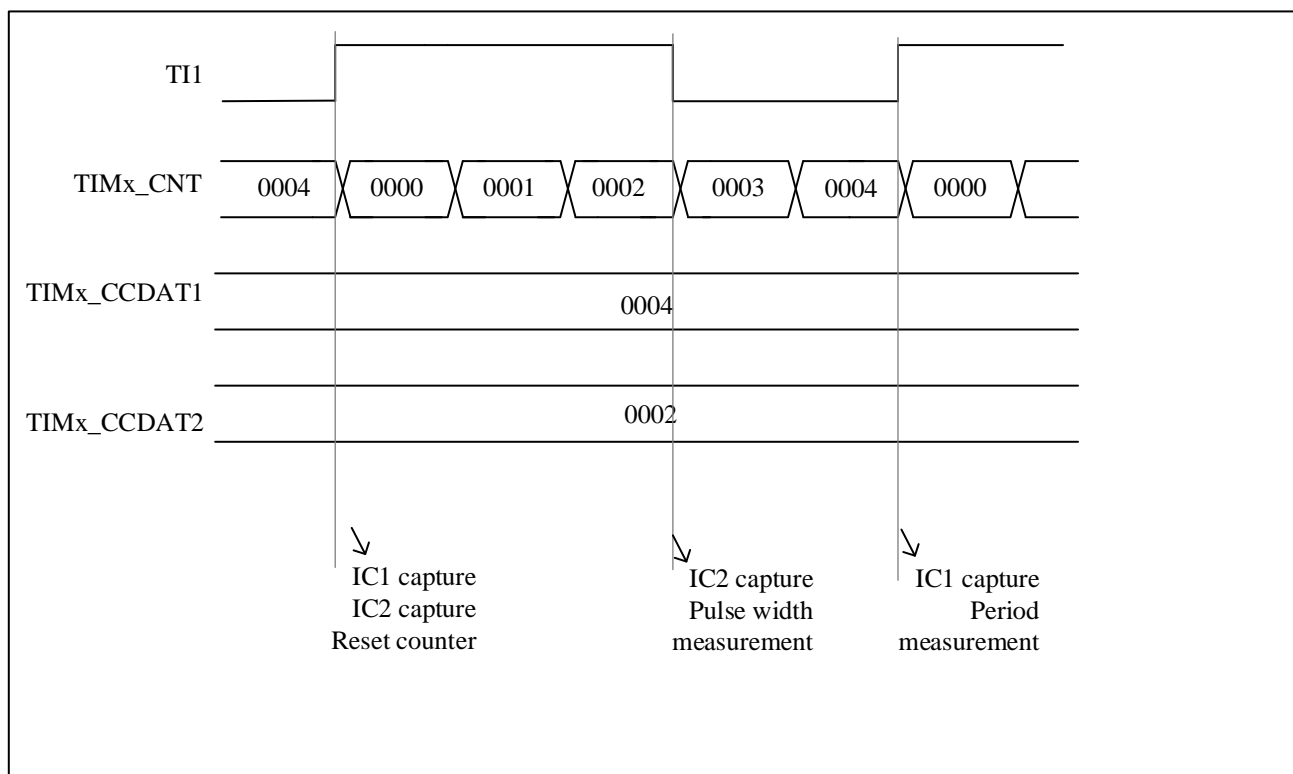 TI1
TIMx_CNT
0004
0000
0001
0002
0003
0004
0000
TIMx_CCDAT1
0004
TIMx_CCDAT2
0002
IC1 capture
IC2 capture
Reset counter
IC2 capture
Pulse width
measurement
IC1 capture
Period
measurement